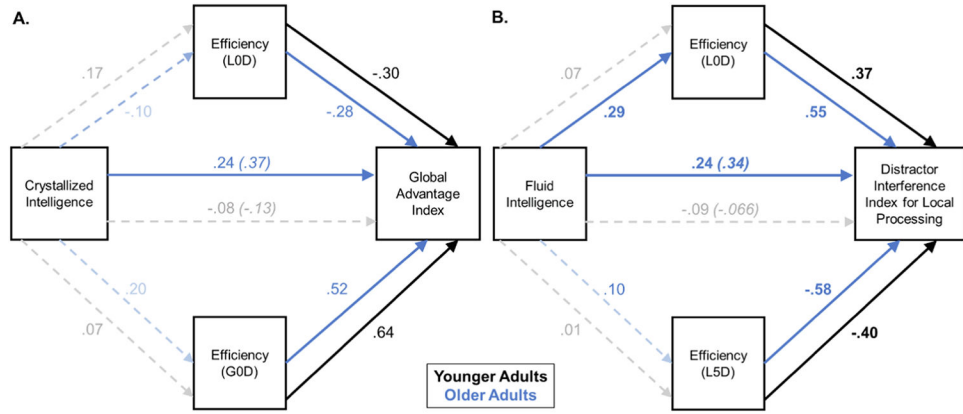 A.
Efficiency
(L0D)
.17
-.10
-.30
-.28
Crystallized
Intelligence
.24 (.37)
-.08 (-.13)
Global
Advantage
Index
.20
.07
.52
.64
Efficiency
(G0D)
B.
Efficiency
(L0D)
.07
.29
.37
.55
Fluid
Intelligence
.24 (.34)
-.09 (-.066)
Distractor
Interference
Index for Local
Processing
.10
.01
-.58
-.40
Efficiency
(L5D)
Younger Adults
Older Adults